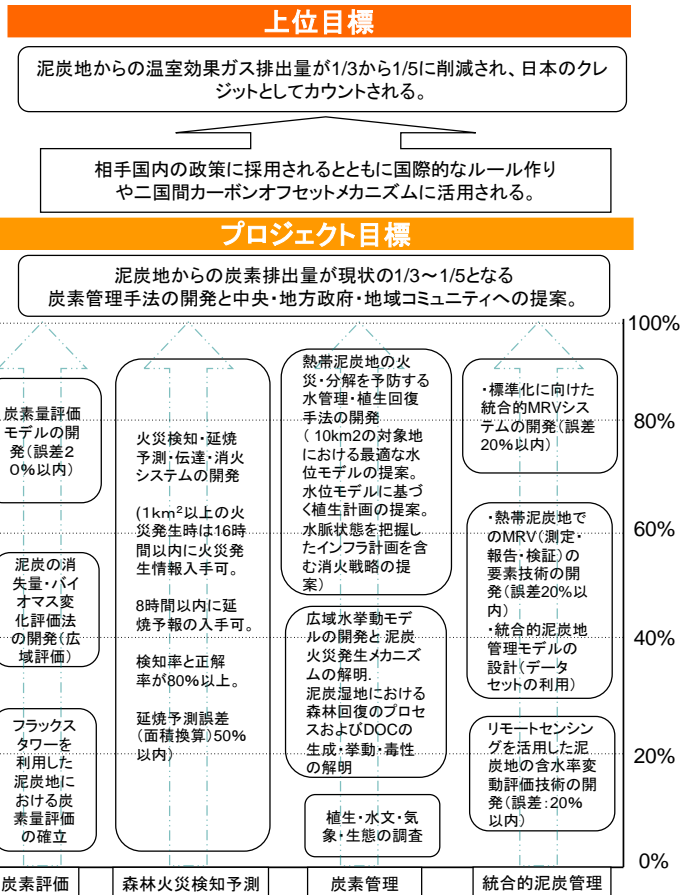 上位目標
泥炭地からの温室効果ガス排出量が1/3から1/5に削減され、日本のクレ
ジットとしてカウントされる。
相手国内の政策に採用されるとともに国際的なルール作り
や二国間カーボンオフセットメカニズムに活用される。
プロジェクト目標
泥炭地からの炭素排出量が現状の1/3～1/5となる
炭素管理手法の開発と中央・地方政府・地域コミュニティへの提案。
炭素量評価
モデルの開
発(誤差2
0%以内)
泥炭の消
失量・バイ
オマス変
化評価法
の開発(広
域評価)
フラックス
タワーを
利用した
泥炭地に
おける炭
素量評価
の確立
炭素評価
火災検知・延焼
予測・伝達・消火
システムの開発
(1km²以上の火
災発生時は16時
間以内に火災発
生情報入手可。
8時間以内に延
焼予報の入手可。
検知率と正解
率が80%以上。
延焼予測誤差
(面積換算)50%
以内)
森林火災検知予測
熱帯泥炭地の火
災・分解を予防する
水管理・植生回復
手法の開発
( 10km2の対象地
における最適な水
位モデルの提案。
水位モデルに基づ
く植生計画の提案。
水脈状態を把握し
たインフラ計画を含
む消火戦略の提
案)
広域水挙動モデ
ルの開発と 泥炭
火災発生メカニズ
ムの解明.
泥炭湿地における
森林回復のプロセ
スおよびDOCの
生成・挙動・毒性
の解明
植生・水文・気
象・生態の調査
炭素管理
・標準化に向けた
統合的MRVシス
テムの開発(誤差
20%以内)
・熱帯泥炭地で
のMRV(測定・
報告・検証)の
要素技術の開
発(誤差20%以
内)
・統合的泥炭地
管理モデルの
設計(データ
セットの利用)
リモートセンシン
グを活用した泥
炭地の含水率変
動評価技術の開
発(誤差:20%
以内)
統合的泥炭管理
100%
80%
60%
40%
20%
0%